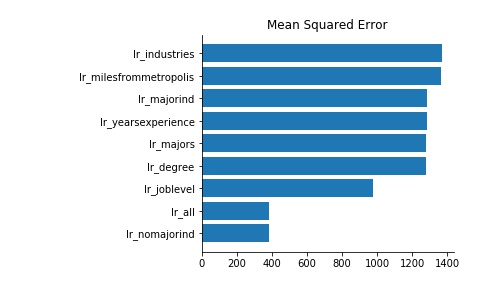 Mean Squared Error
lr_industries
lr_milesfrommetropolis
lr_majorind
lr_yearsexperience
lr_majors
lr_degree
lr_joblevel
lr_all
lr_nomajorind
0 200 400 600 800 1000 1200 1400